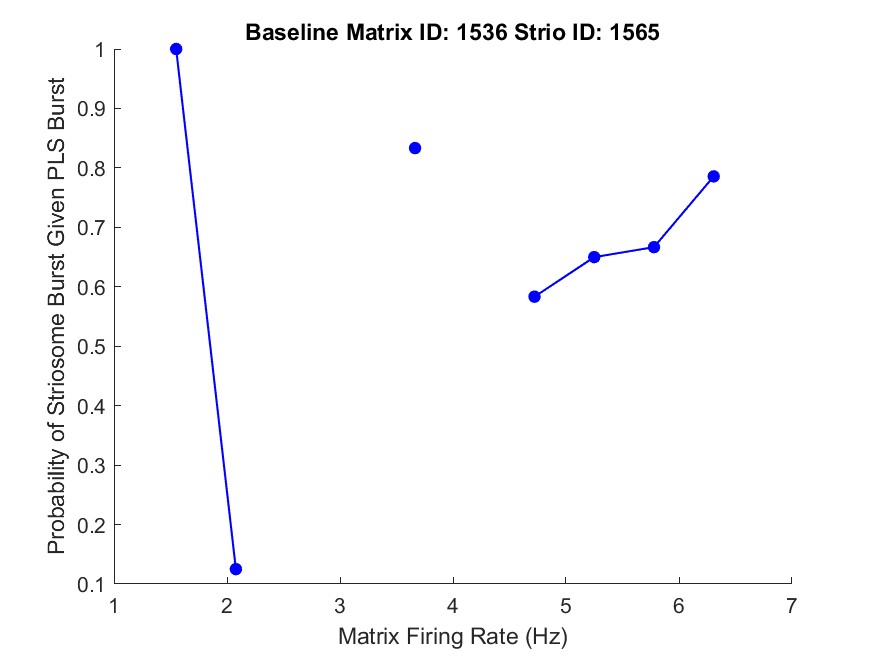 Baseline Matrix ID: 1536 Strio ID: 1565
Probability of Striosome Burst Given PLS Burst
1
0.9
0.8
0.7
0.6
0.5
0.4
0.3
0.2
0.1
1 2 3 4 5 6 7
Matrix Firing Rate (Hz)